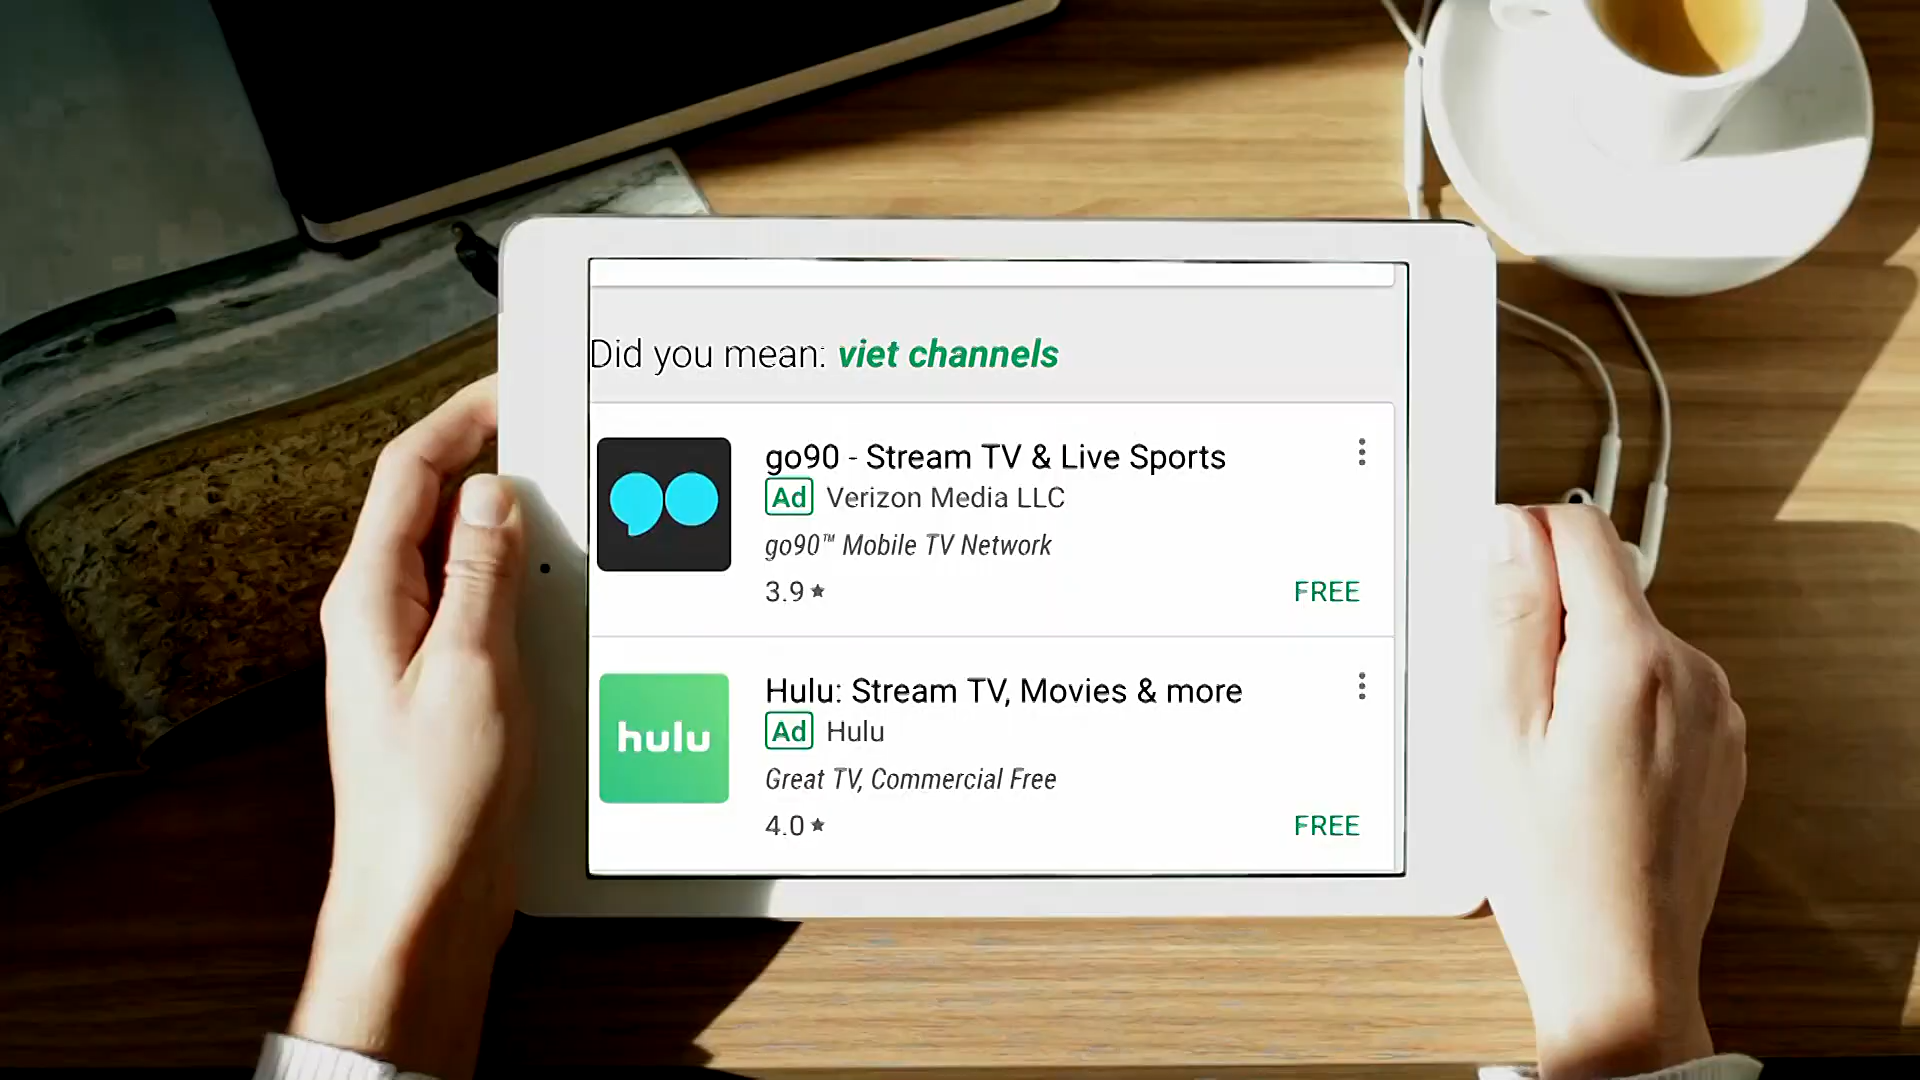 Did you mean: viet channels
go90 - Stream TV & Live Sports
Ad Verizon Media LLC
go90™ Mobile TV Network
3.9
FREE
hulu
Hulu: Stream TV, Movies & more
Ad Hulu
Great TV, Commercial Free
4.0
FREE